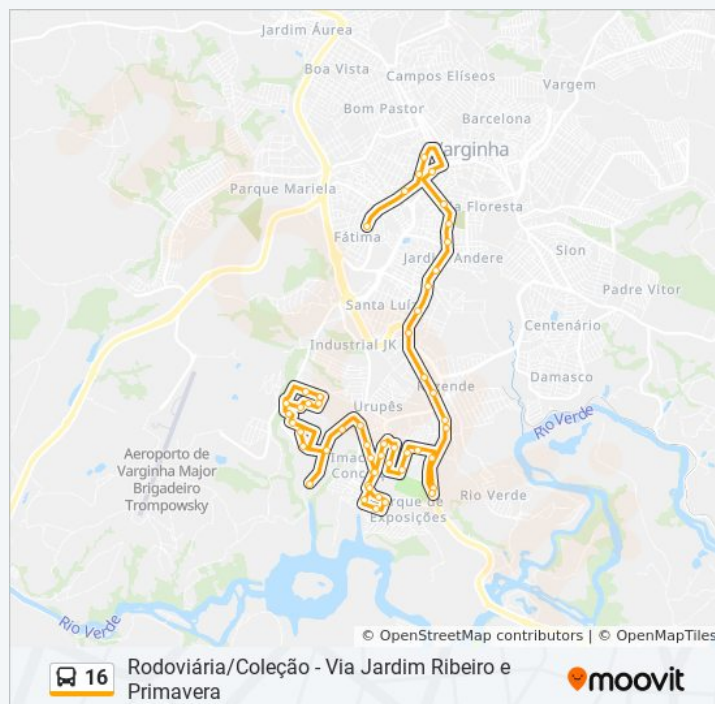 Jardim Áurea
Boa Vista
Campos Elíseos
Vargem
Bom Pastor
Barcelona
Varginha
Parque Mariela
Floresta
Fátima
Sion
Jardim Andere
Padre Vitor
Santa Luíz
Centenário
Industrial JK
Damasco
Urupês
Rio Verde
Aeroporto de
Varginha Major
Brigadeiro
Trompowsky
Rio Verde
Parque de
Exposições
Rio Verde
© OpenStreetMap contributors | © OpenMapTiles
16
Rodoviária/Coleção - Via Jardim Ribeiro e
Primavera
moovit